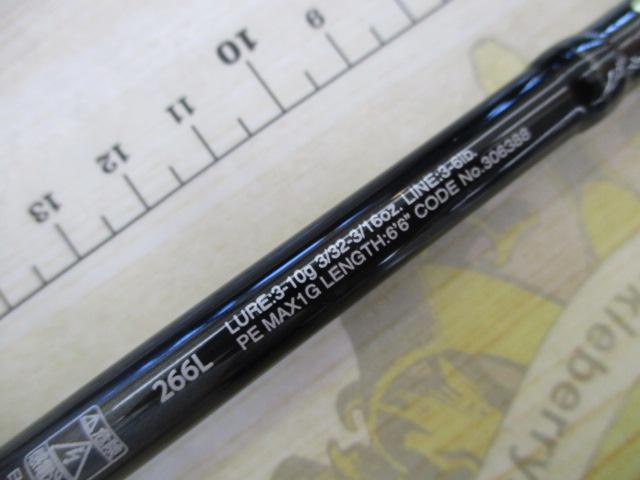 9
10
11
12
13
266L
LURE:3-10g 3/32-3/16oz. LINE:3-6lb.
PE MAX1G LENGTH:6'6" CODE No.306388
kleberry